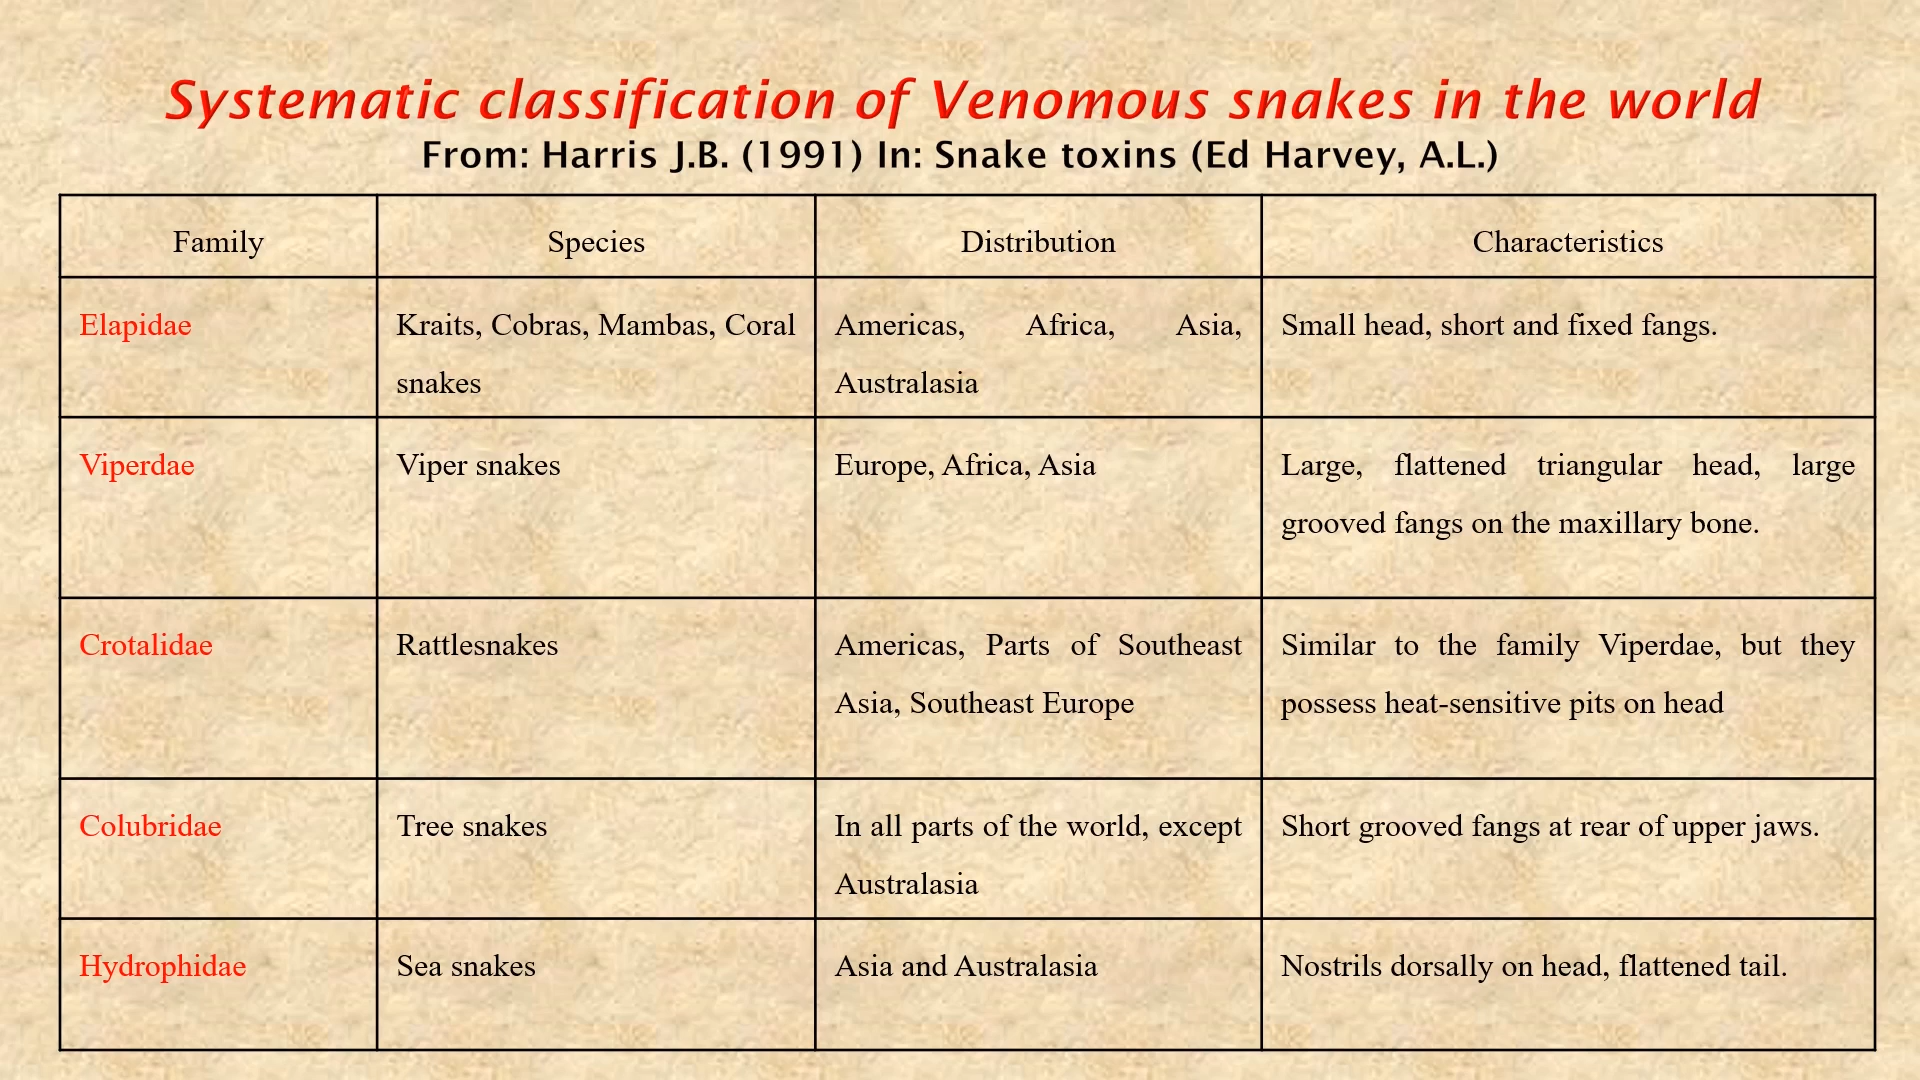 Systematic classification of Venomous snakes in the world
From: Harris J.B. (1991) In: Snake toxins (Ed Harvey, A.L.)
Family Species Distribution Characteristics
Elapidae
Kraits, Cobras, Mambas, Coral
snakes
Americas, Africa, Asia,
Australasia
Small head, short and fixed fangs.
Viperdae
Viper snakes
Europe, Africa, Asia
Large, flattened triangular head, large
grooved fangs on the maxillary bone.
Crotalidae
Rattlesnakes
Americas, Parts of Southeast
Asia, Southeast Europe
Similar to the family Viperdae, but they
possess heat-sensitive pits on head
Colubridae
Tree snakes
In all parts of the world, except
Australasia
Short grooved fangs at rear of upper jaws.
Hydrophidae
Sea snakes
Asia and Australasia
Nostrils dorsally on head, flattened tail.